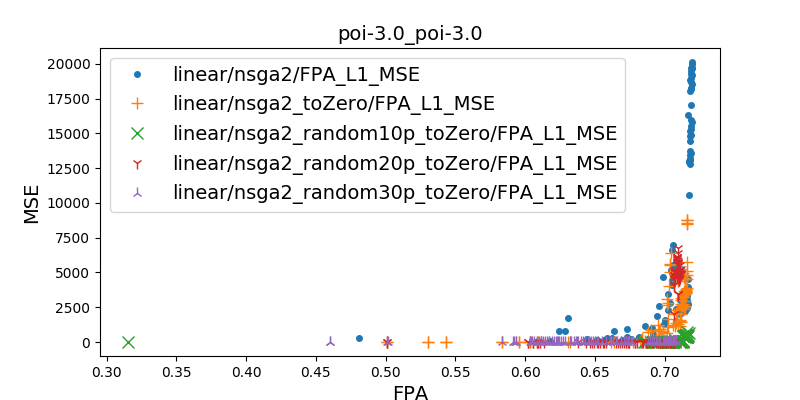 poi-3.0_poi-3.0
linear/nsga2/FPA_L1_MSE
linear/nsga2_toZero/FPA_L1_MSE
linear/nsga2_random10p_toZero/FPA_L1_MSE
linear/nsga2_random20p_toZero/FPA_L1_MSE
linear/nsga2_random30p_toZero/FPA_L1_MSE
MSE
20000
17500
15000
12500
10000
7500
5000
2500
0
0.30 0.35 0.40 0.45 0.50 0.55 0.60 0.65 0.70
FPA